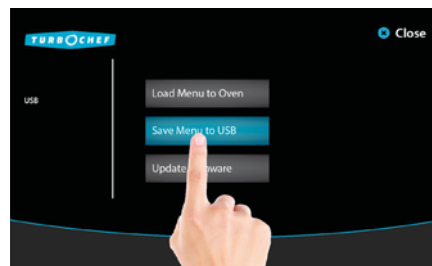 TURBOCHEF
Close
USB
Load Menu to Oven
Save Menu to USB
Update